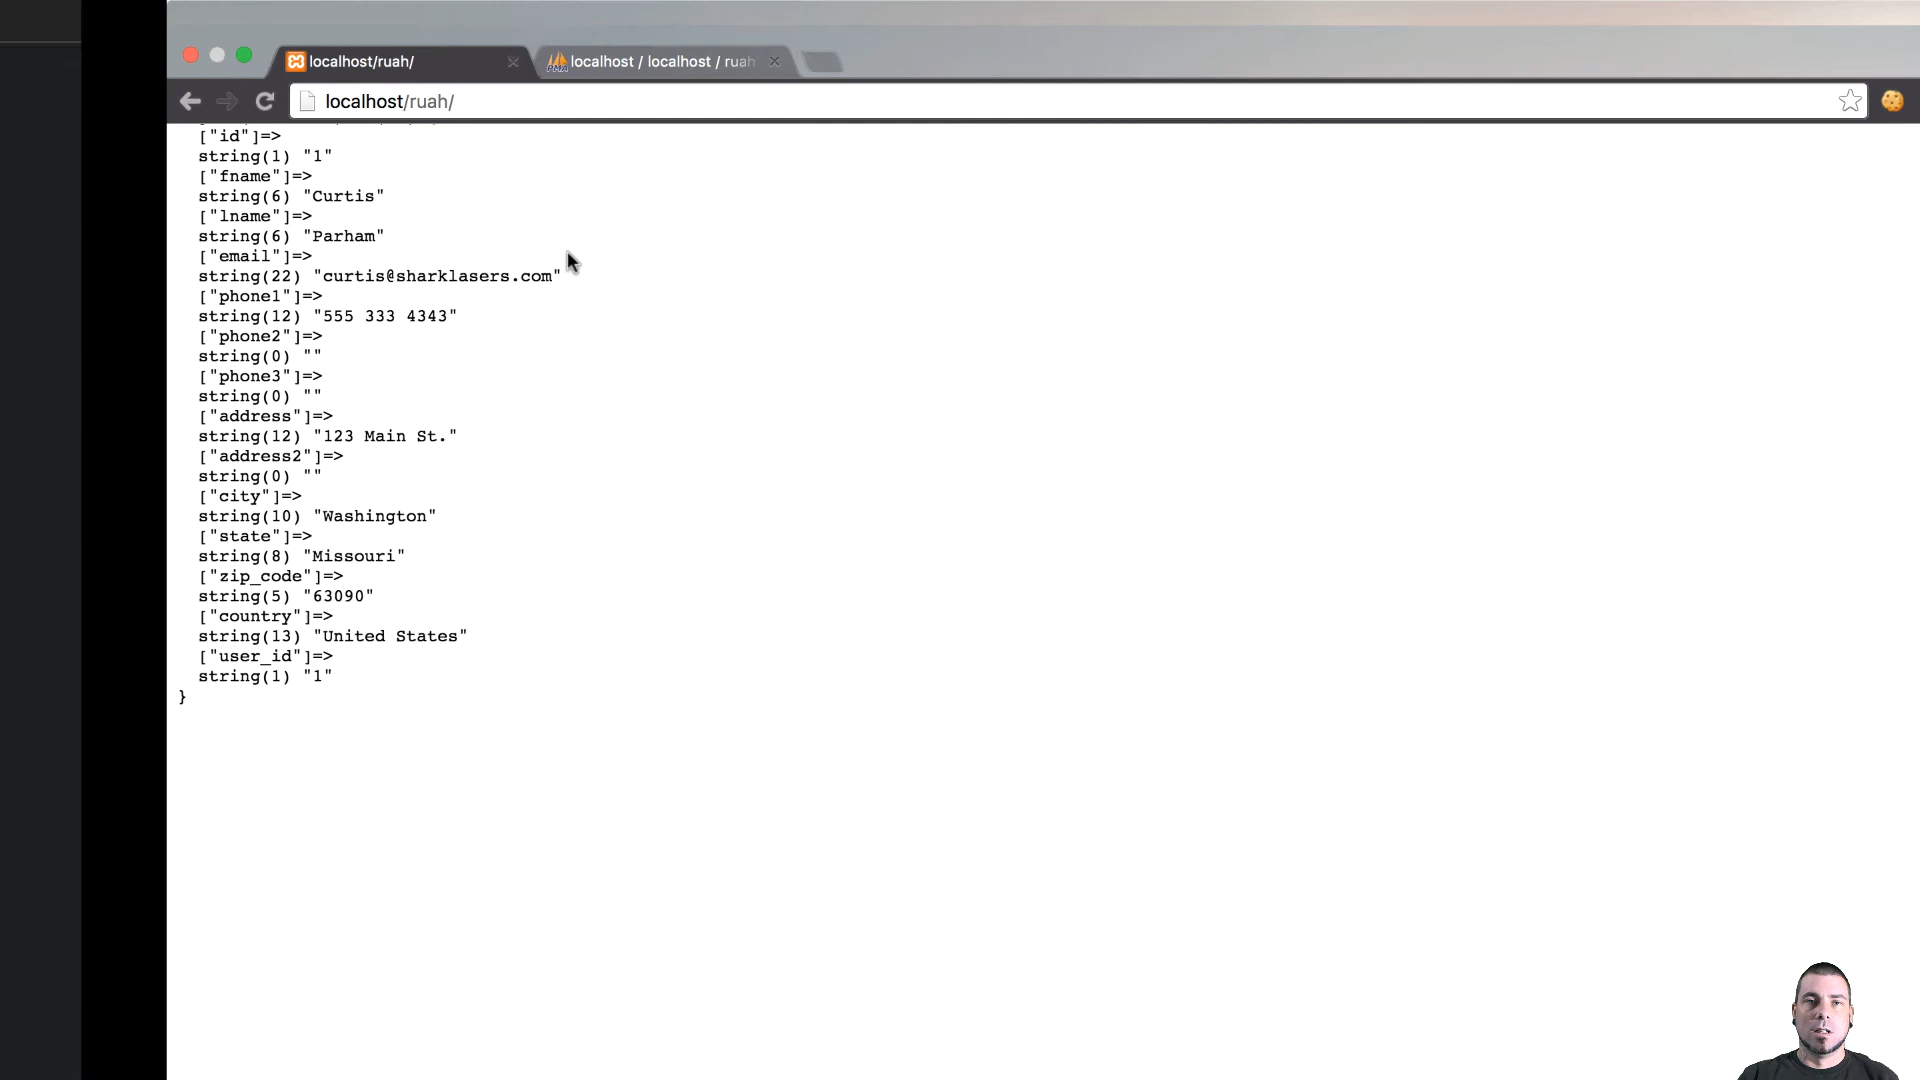 localhost/ruah/
localhost / localhost / ruah
localhost/ruah/
["id"]=>
string(1) "1"
["fname"]=>
string(6) "Curtis"
["lname"]=>
string(6) "Parham"
["email"]=>
string(22) "curtis@sharklasers.com"
["phone1"]=>
string(12) "555 333 4343"
["phone2"]=>
string(0) ""
["phone3"]=>
string(0) ""
["address"]=>
string(12) "123 Main St."
["address2"]=>
string(0) ""
["city"]=>
string(10) "Washington"
["state"]=>
string(8) "Missouri"
["zip_code"]=>
string(5) "63090"
["country"]=>
string(13) "United States"
["user_id"]=>
string(1) "1"
}